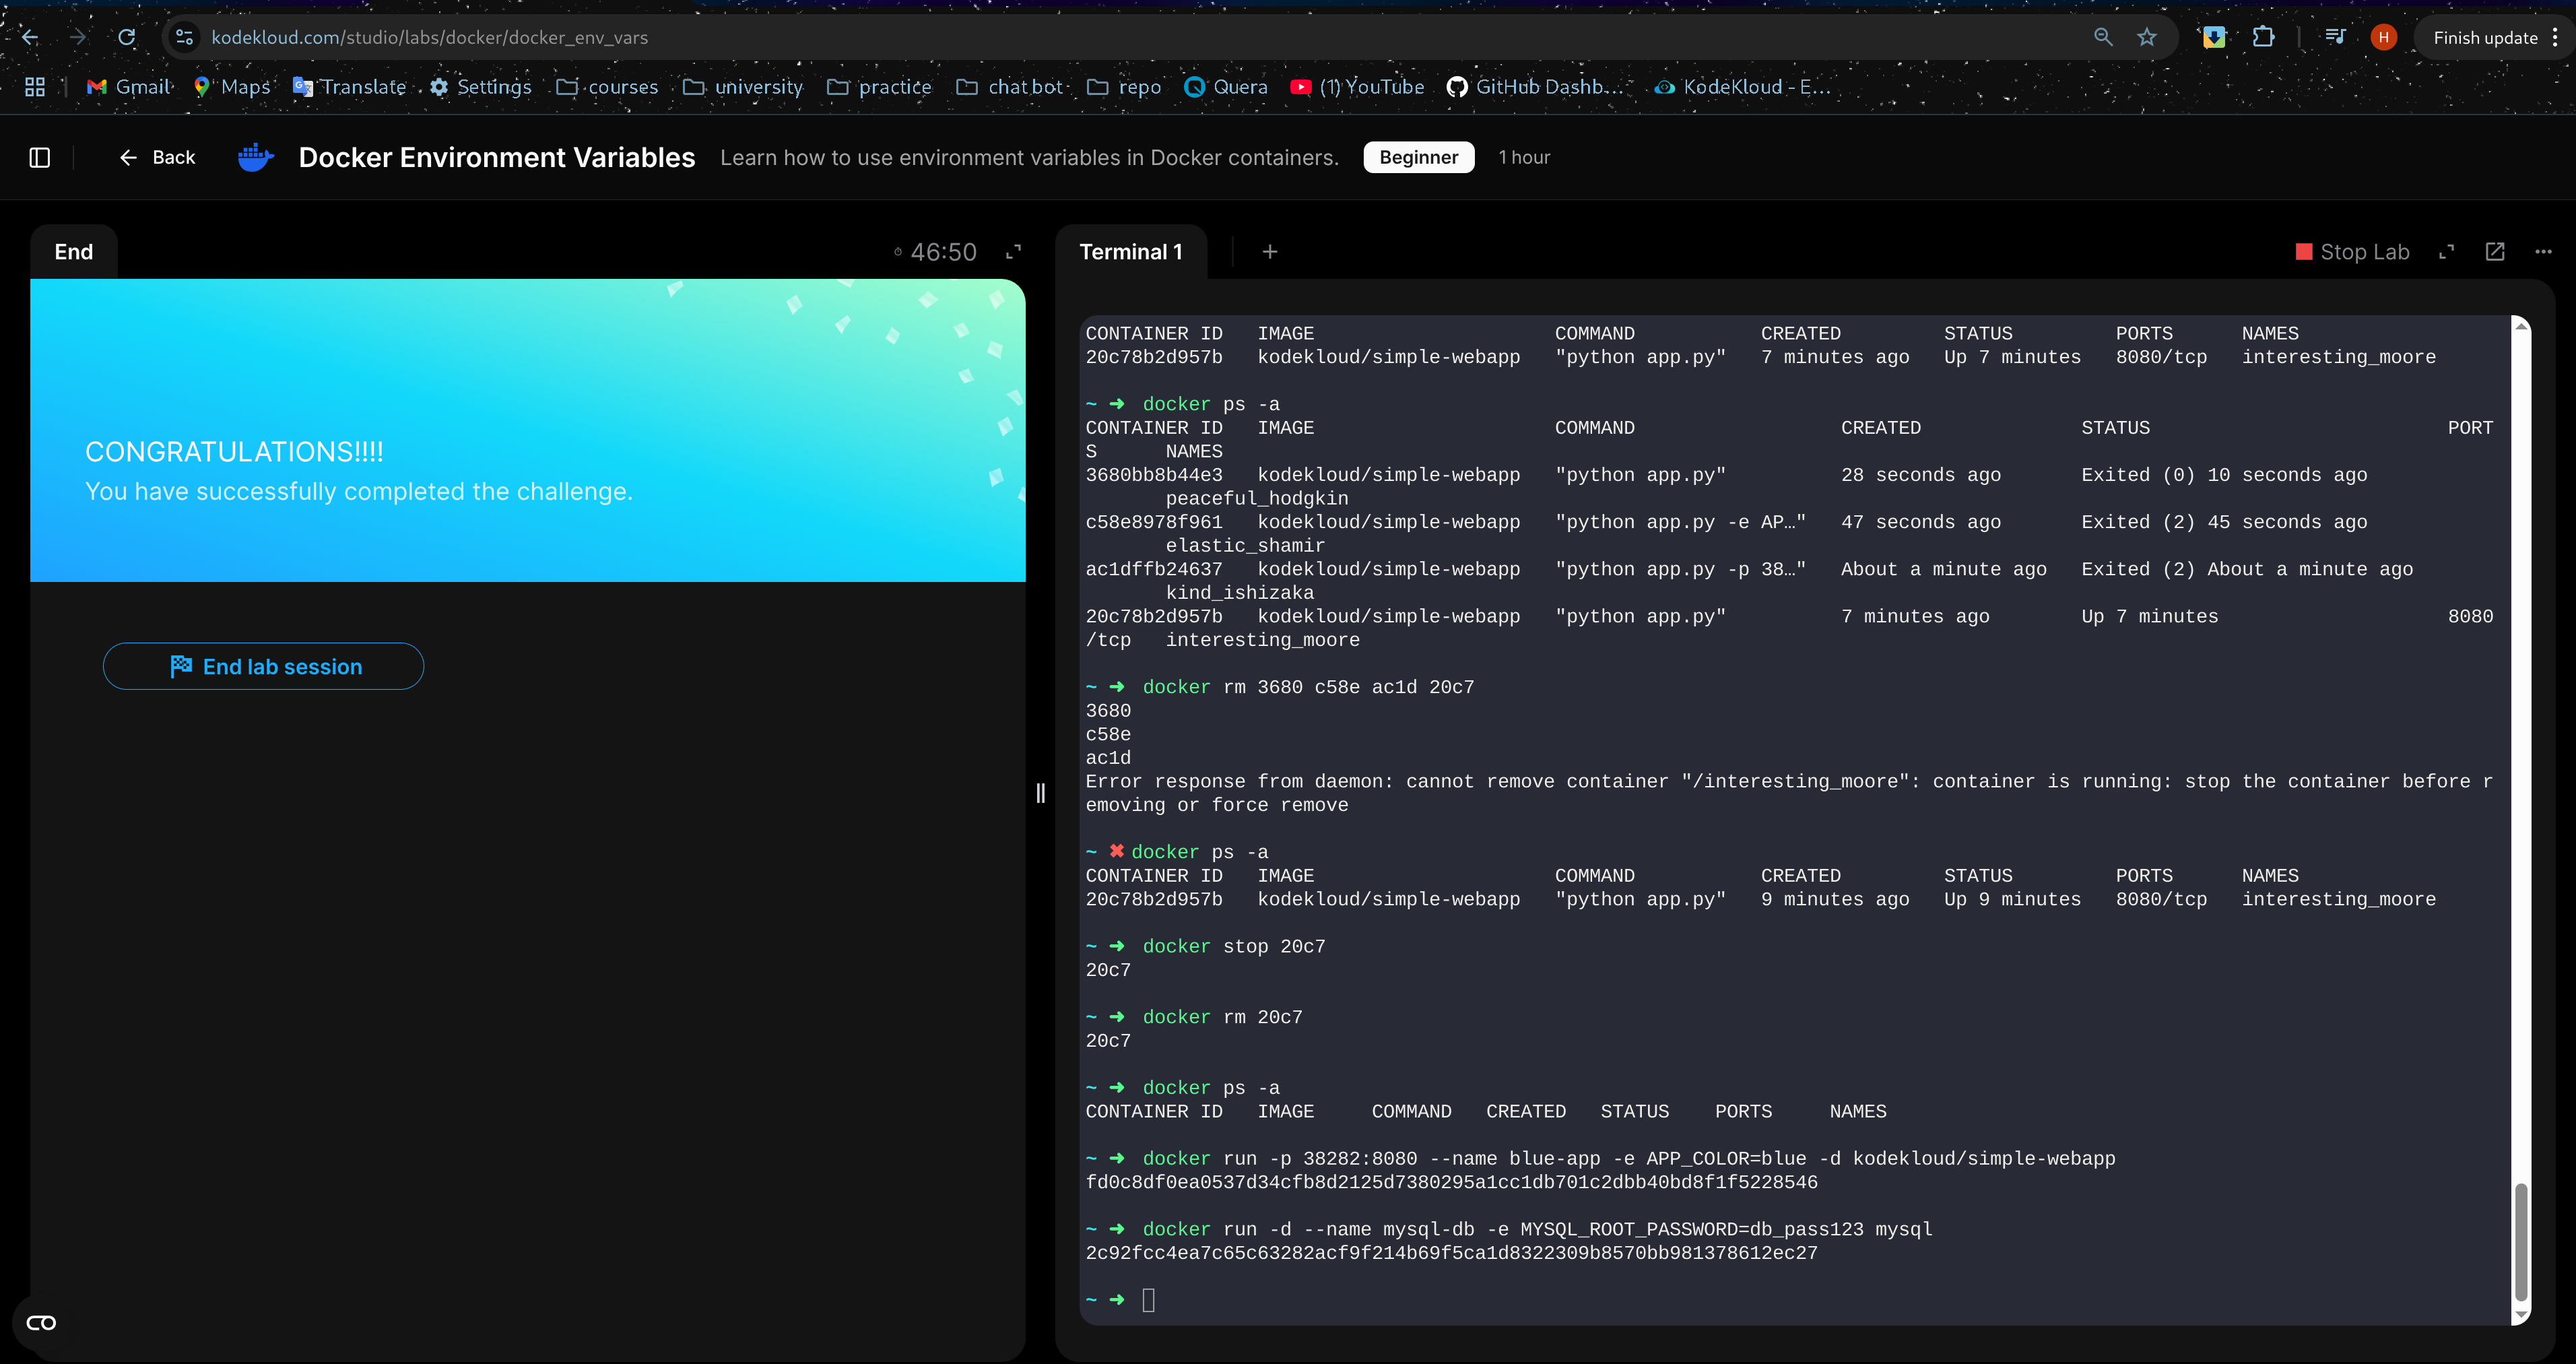 kodekloud.com/studio/labs/docker/docker_env_vars
H
Finish update
Gmail
Maps
Translate
Settings
courses
university
practice
chat bot
repo
Quera
(1) YouTube
GitHub Dashb...
KodeKloud - E...
Back
Docker Environment Variables
Learn how to use environment variables in Docker containers.
Beginner
1 hour
End
46:50
CONGRATULATIONS!!!!
You have successfully completed the challenge.
End lab session
Terminal 1
+
Stop Lab
CONTAINER ID   IMAGE                     COMMAND           CREATED         STATUS         PORTS      NAMES
20c78b2d957b   kodekloud/simple-webapp   "python app.py"   7 minutes ago   Up 7 minutes   8080/tcp   interesting_moore
~ ➜  docker ps -a
CONTAINER ID   IMAGE                     COMMAND                  CREATED              STATUS                          PORT
S      NAMES
3680bb8b44e3   kodekloud/simple-webapp   "python app.py"          28 seconds ago       Exited (0) 10 seconds ago
       peaceful_hodgkin
c58e8978f961   kodekloud/simple-webapp   "python app.py -e AP…"   47 seconds ago       Exited (2) 45 seconds ago
       elastic_shamir
ac1dffb24637   kodekloud/simple-webapp   "python app.py -p 38…"   About a minute ago   Exited (2) About a minute ago
       kind_ishizaka
20c78b2d957b   kodekloud/simple-webapp   "python app.py"          7 minutes ago        Up 7 minutes                    8080
/tcp   interesting_moore
~ ➜  docker rm 3680 c58e ac1d 20c7
3680
c58e
ac1d
Error response from daemon: cannot remove container "/interesting_moore": container is running: stop the container before r
emoving or force remove
~ ✖ docker ps -a
CONTAINER ID   IMAGE                     COMMAND           CREATED         STATUS         PORTS      NAMES
20c78b2d957b   kodekloud/simple-webapp   "python app.py"   9 minutes ago   Up 9 minutes   8080/tcp   interesting_moore
~ ➜  docker stop 20c7
20c7
~ ➜  docker rm 20c7
20c7
~ ➜  docker ps -a
CONTAINER ID   IMAGE     COMMAND   CREATED   STATUS    PORTS     NAMES
~ ➜  docker run -p 38282:8080 --name blue-app -e APP_COLOR=blue -d kodekloud/simple-webapp
fd0c8df0ea0537d34cfb8d2125d7380295a1cc1db701c2dbb40bd8f1f5228546
~ ➜  docker run -d --name mysql-db -e MYSQL_ROOT_PASSWORD=db_pass123 mysql
2c92fcc4ea7c65c63282acf9f214b69f5ca1d8322309b8570bb981378612ec27
~ ➜